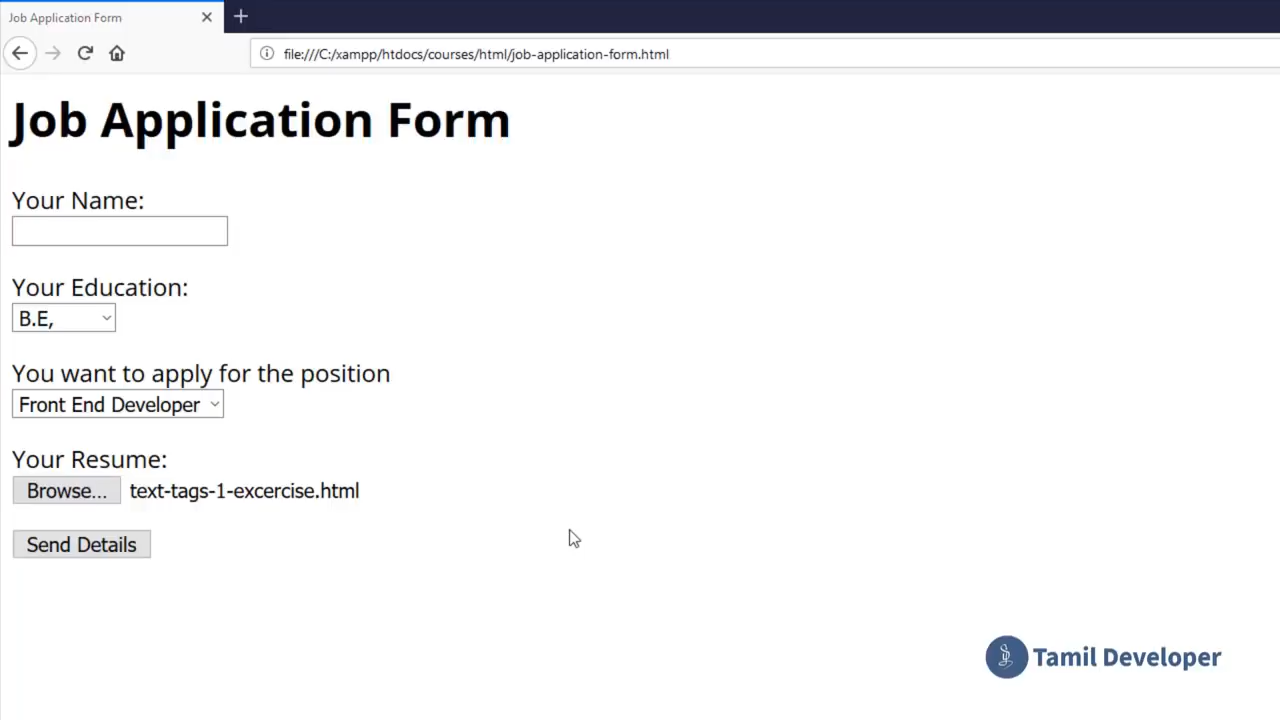 Job Application Form
file:///C:/xampp/htdocs/courses/html/job-application-form.html
Job Application Form
Your Name:
Your Education:
B.E,
You want to apply for the position
Front End Developer
Your Resume:
Browse... text-tags-1-excercise.html
Send Details
Tamil Developer